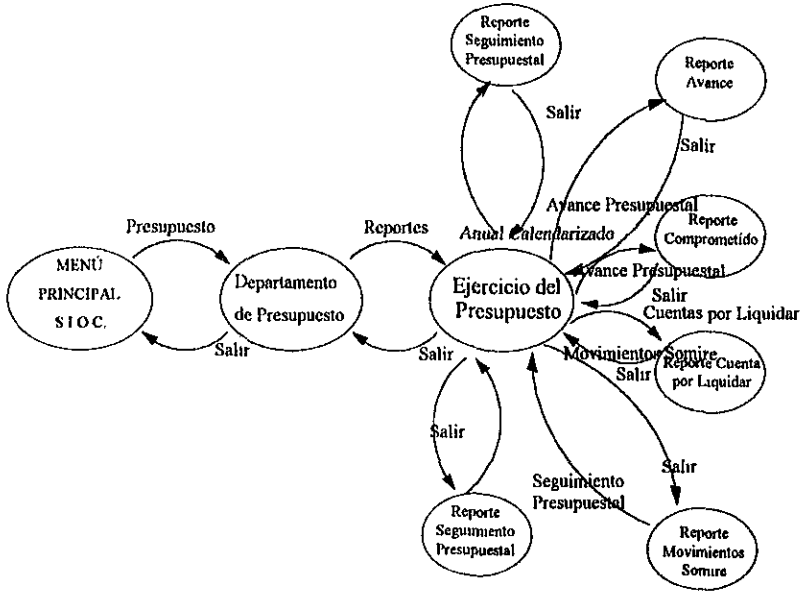 Reporte
Seguimiento
Presupuestal
Reporte
Avance
Salir
Salir
Avance Presupuestal
Anual Calendarizado
Reporte
Comprometido
Presupuesto
Reportes
MENÚ
PRINCIPAL
S I O C.
Departamento
de Presupuesto
Ejercicio del
Presupuesto
Avance Presupuestal
Salir
Cuentas por Liquidar
Salir
Salir
Movimientos Somire
Salir
Reporte Cuenta
por Liquidar
Salir
Seguimiento
Presupuestal
Salir
Reporte
Seguimiento
Presupuestal
Reporte
Movimientos
Somire